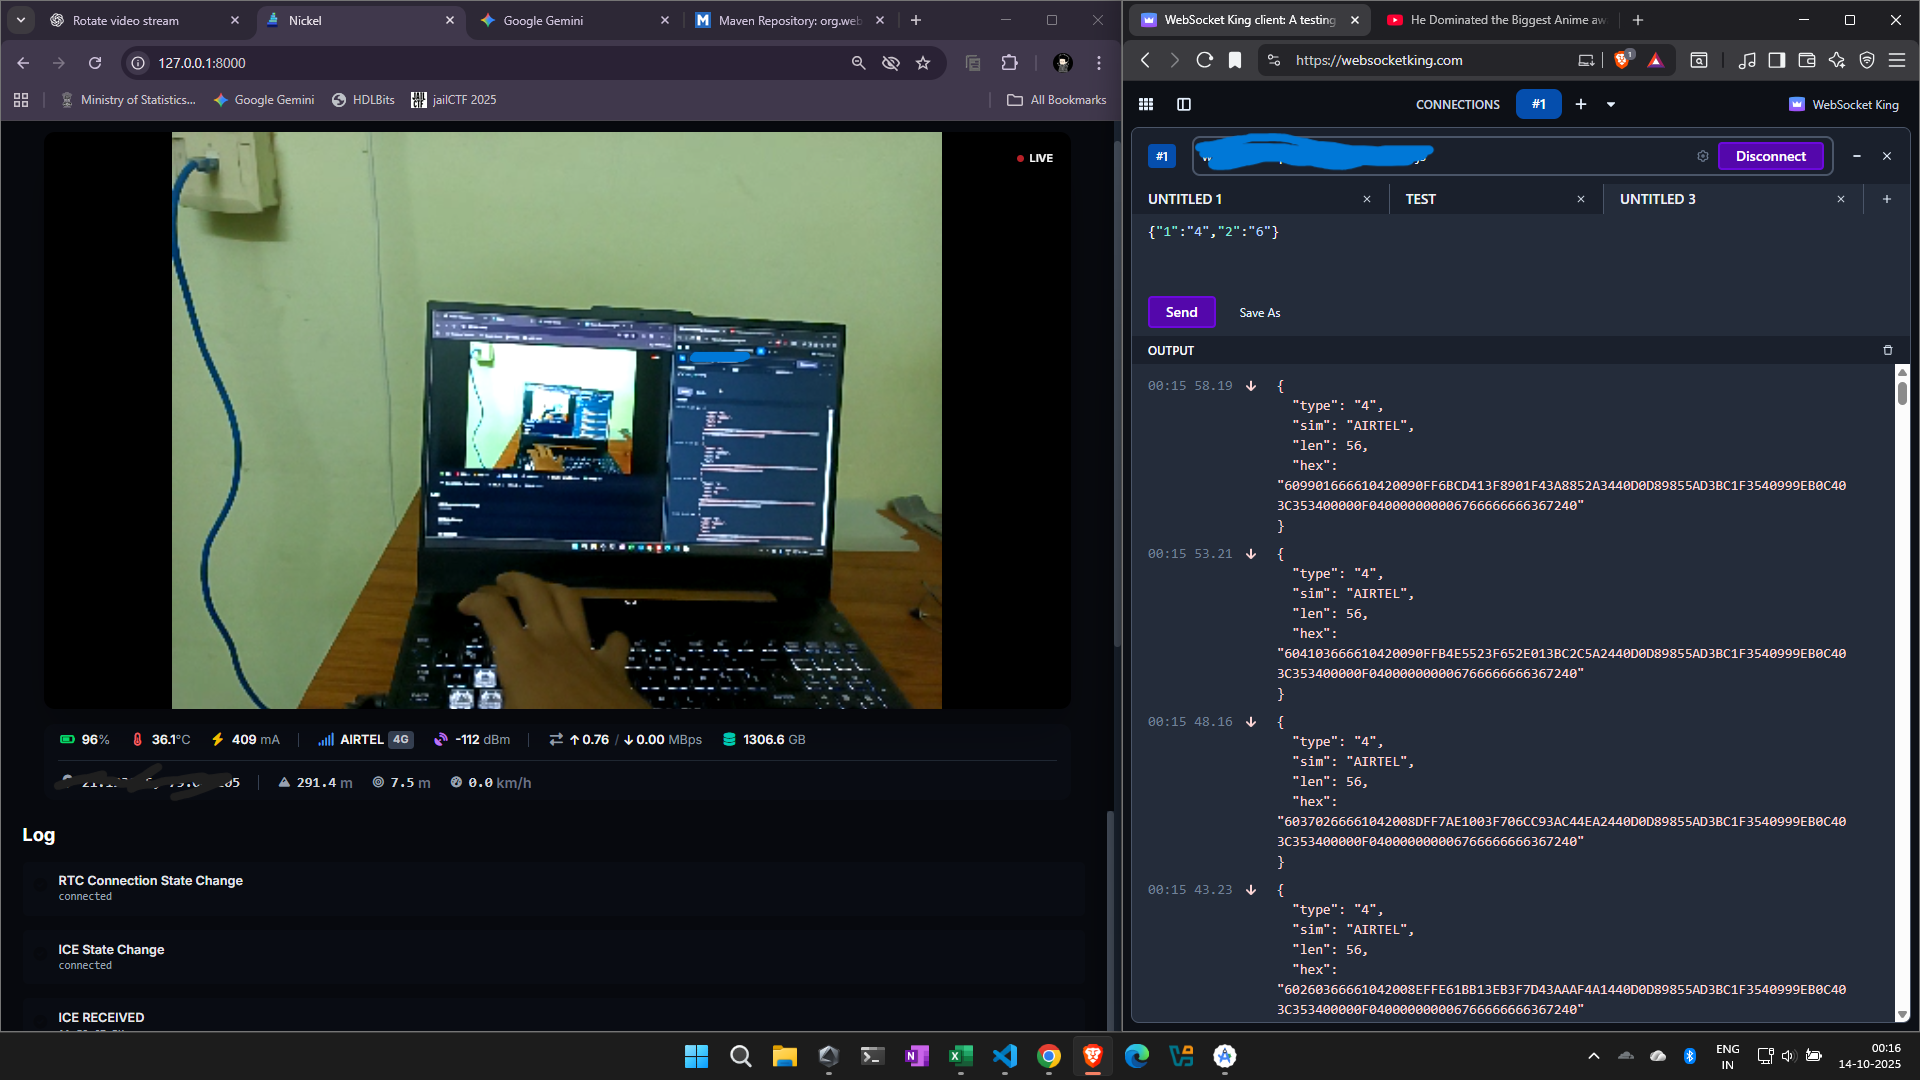 Rotate video stream
Nickel
Google Gemini
Maven Repository: org.web
127.0.0.1:8000
Ministry of Statistics...
Google Gemini
HDLBits
jailCTF 2025
All Bookmarks
LIVE
96%
36.1°C
409 mA
AIRTEL 4G
-112 dBm
0.76 / 0.00 MBps
1306.6 GB
291.4 m
7.5 m
0.0 km/h
Log
RTC Connection State Change
connected
ICE State Change
connected
ICE RECEIVED
WebSocket King client: A testing
He Dominated the Biggest Anime aw
https://websocketking.com
1
CONNECTIONS
#1
WebSocket King
#1
Disconnect
UNTITLED 1
TEST
UNTITLED 3
{"1":"4","2":"6"}
Send
Save As
OUTPUT
00:15 58.19
{
"type": "4",
"sim": "AIRTEL",
"len": 56,
"hex":
"609901666610420090FF6BCD413F8901F43A8852A3440D0D89855AD3BC1F3540999EB0C40
3C353400000F0400000000067666666667240"
}
00:15 53.21
{
"type": "4",
"sim": "AIRTEL",
"len": 56,
"hex":
"604103666610420090FFB4E5523F652E013BC2C5A2440D0D89855AD3BC1F3540999EB0C40
3C353400000F0400000000067666666667240"
}
00:15 48.16
{
"type": "4",
"sim": "AIRTEL",
"len": 56,
"hex":
"60370266661042008DFF7AE1003F706CC93AC44EA2440D0D89855AD3BC1F3540999EB0C40
3C353400000F0400000000067666666667240"
}
00:15 43.23
{
"type": "4",
"sim": "AIRTEL",
"len": 56,
"hex":
"60260366661042008EFFE61BB13EB3F7D43AAAF4A1440D0D89855AD3BC1F3540999EB0C40
3C353400000F0400000000067666666667240"
ENG
IN
00:16
14-10-2025